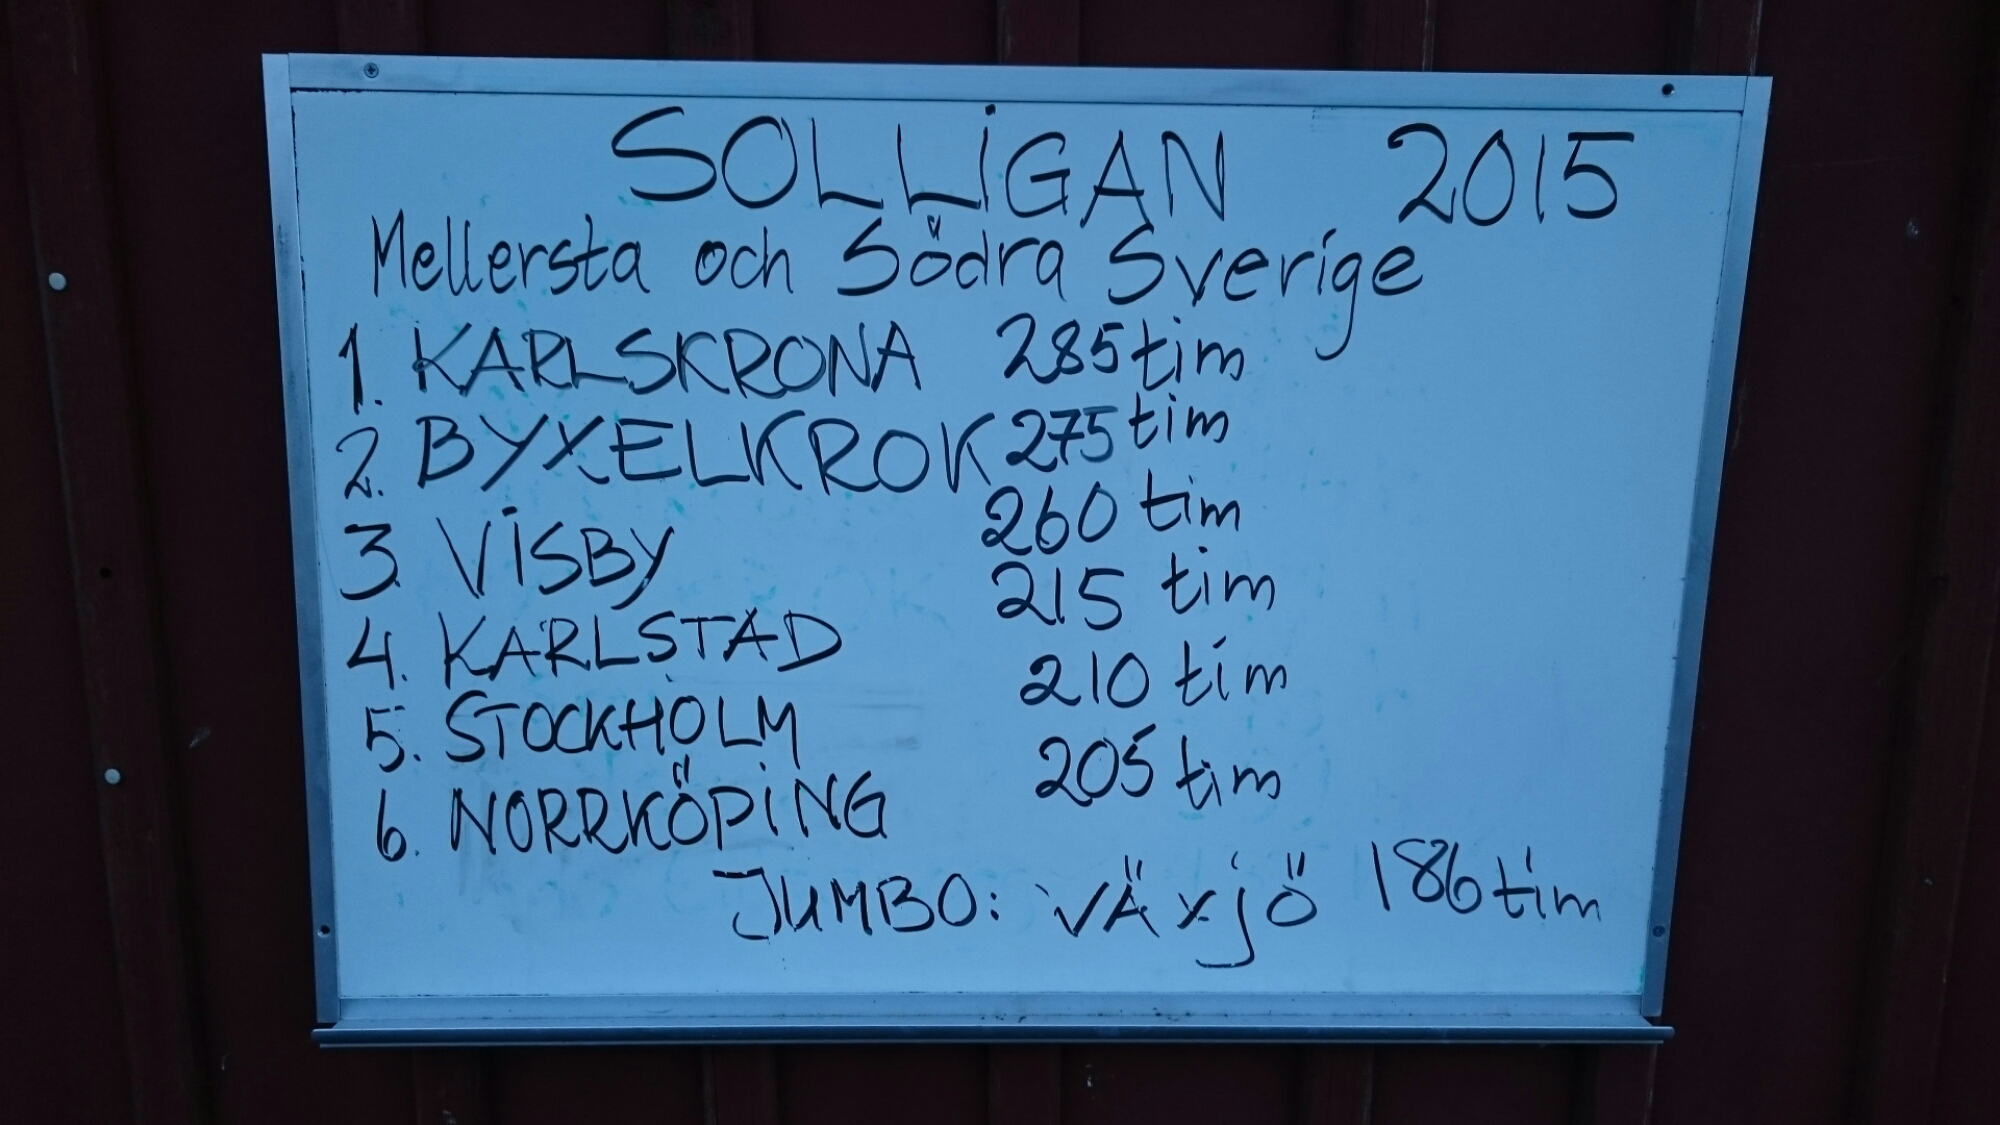 SOLLIGAN 2015
Mellersta och Södra Sverige
1. KARLSKRONA 285 tim
2. BYXELKROK 275 tim
3. VISBY 260 tim
4. KARLSTAD 215 tim
5. STOCKHOLM 210 tim
6. NORRKÖPING 205 tim
JUMBO: VÄXJÖ 186 tim